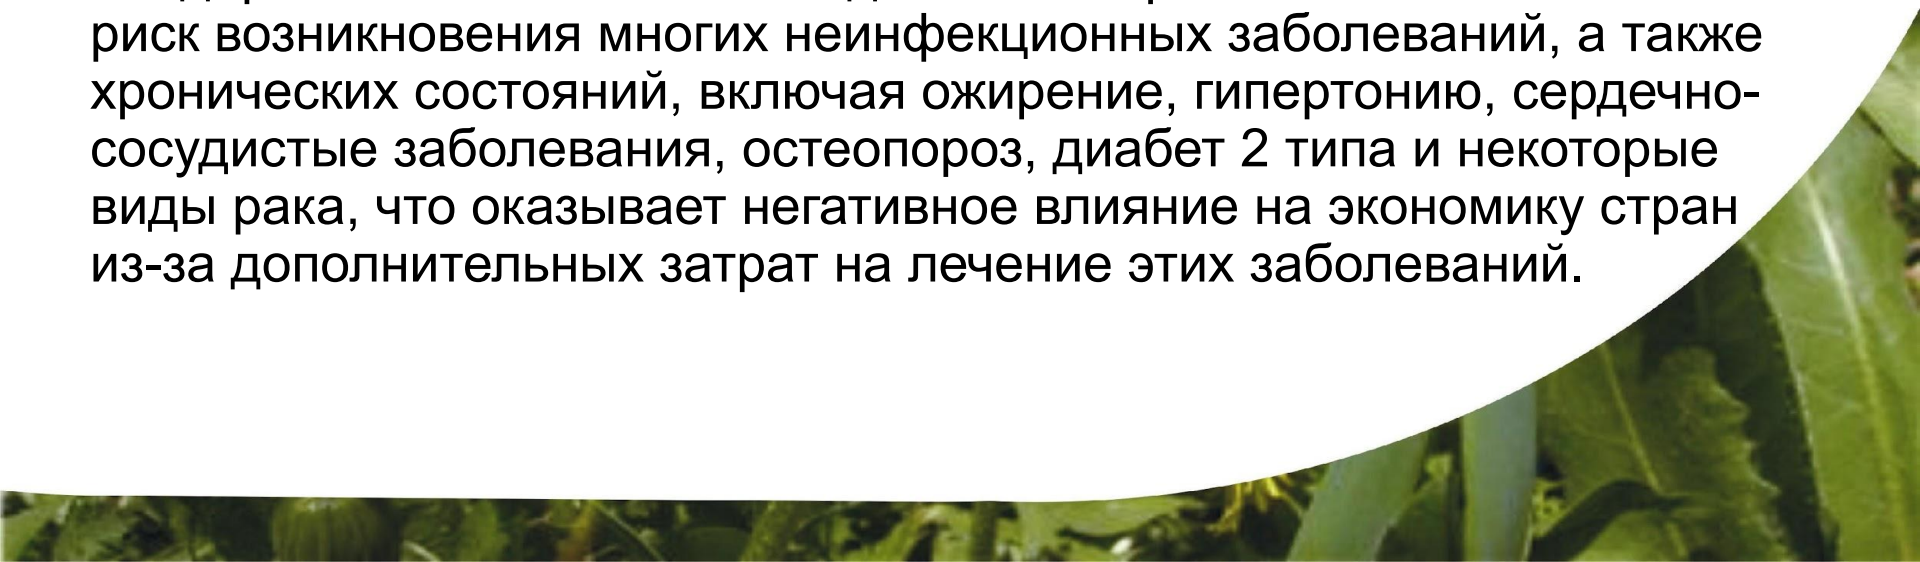 риск возникновения многих неинфекционных заболеваний, а также
хронических состояний, включая ожирение, гипертонию, сердечно-
сосудистые заболевания, остеопороз, диабет 2 типа и некоторые
виды рака, что оказывает негативное влияние на экономику стран
из-за дополнительных затрат на лечение этих заболеваний.